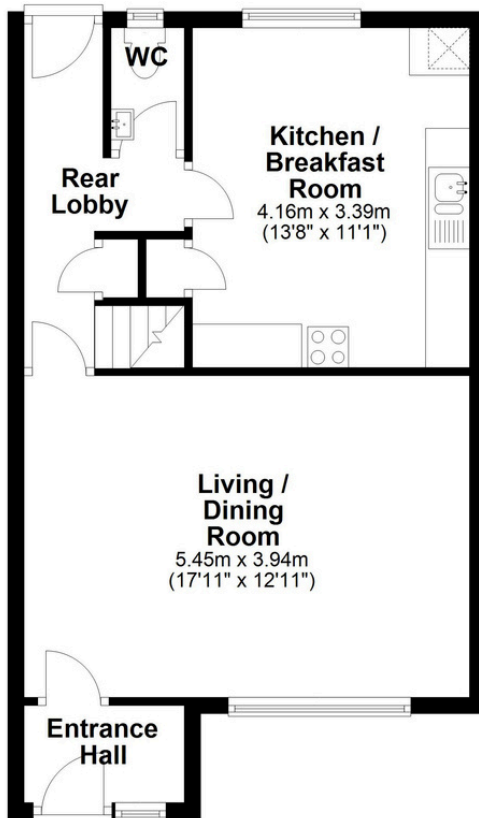 WC
Kitchen /
Breakfast
Room
4.16m x 3.39m
(13'8" x 11'1")
Rear
Lobby
Living /
Dining
Room
5.45m x 3.94m
(17'11" x 12'11")
Entrance
Hall